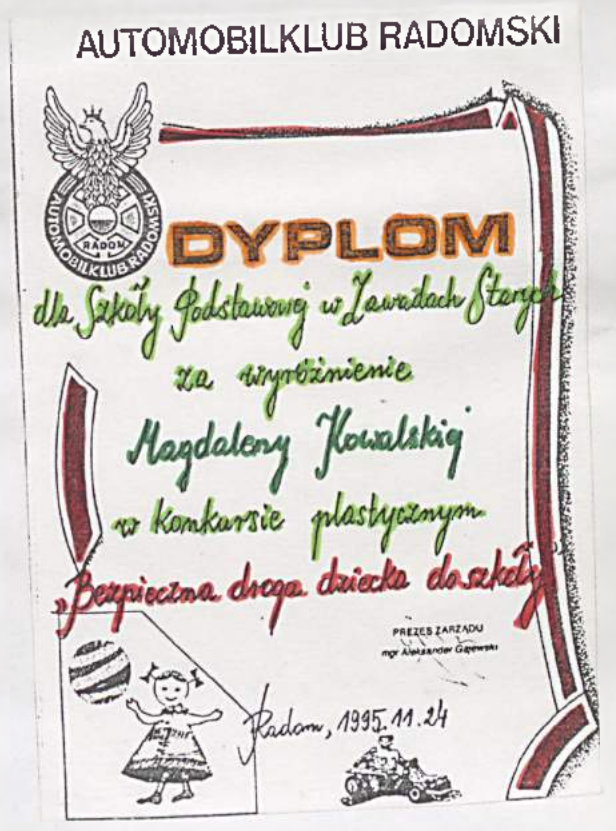 AUTOMOBILKLUB RADOMSKI
AUTOMOBILKLUB RADOMSKI
RADOM
DYPLOM
dla Szkoły Podstawowej w Zawadach Starych
za wyróżnienie
Magdaleny Kowalskiej
w konkursie plastycznym
„Bezpieczna droga dziecka do szkoły”
PREZES ZARZĄDU
mgr Aleksander Gajewski
Radom, 1995.11.24